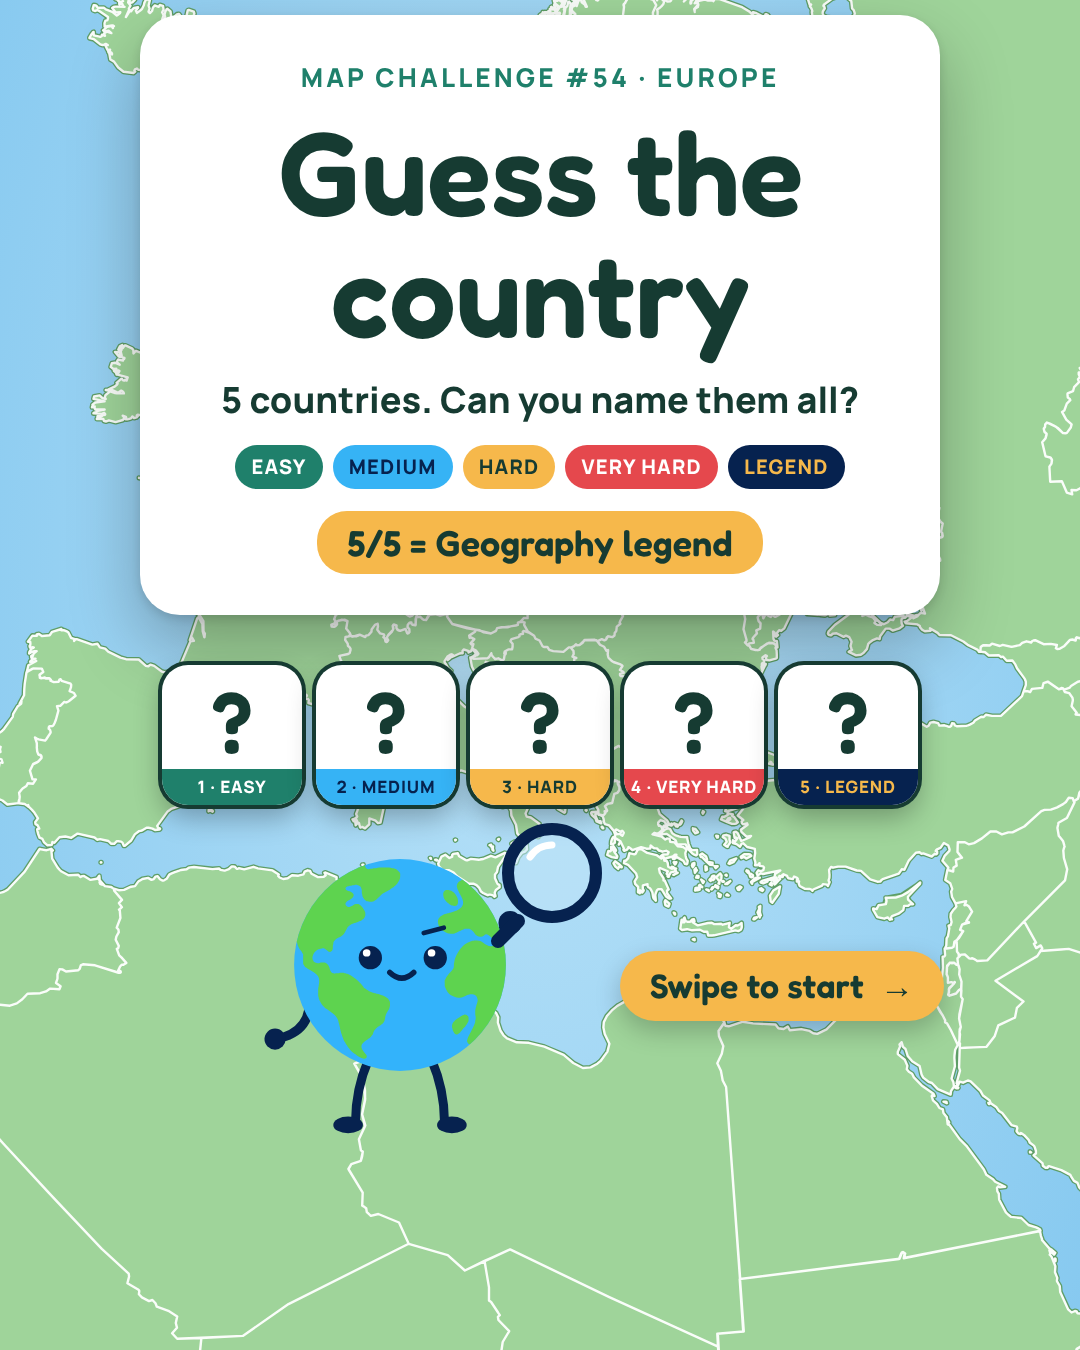 MAP CHALLENGE #54 · EUROPE
Guess the
country
5 countries. Can you name them all?
EASY MEDIUM HARD VERY HARD LEGEND
5/5 = Geography legend
? ? ? ? ?
1 · EASY 2 · MEDIUM 3 · HARD 4 · VERY HARD 5 · LEGEND
Swipe to start →